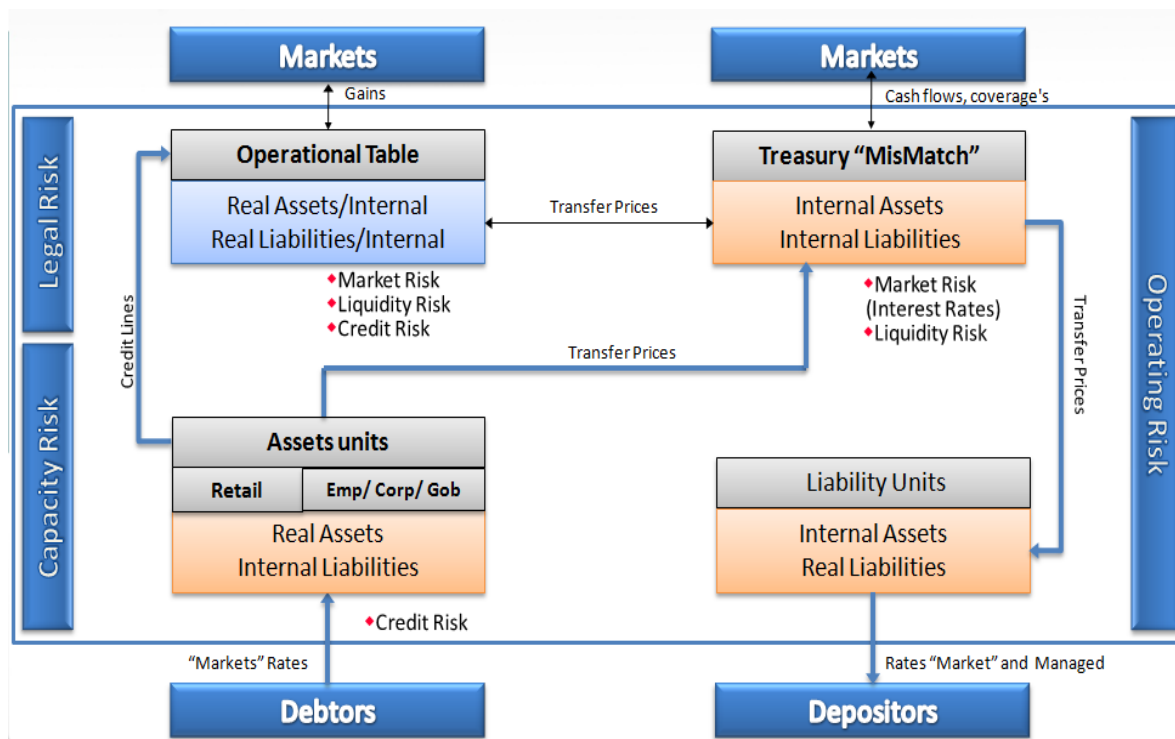 Markets
Markets
Gains
Cash flows, coverage's
Legal Risk
Operational Table
Treasury “MisMatch”
Real Assets/Internal
Real Liabilities/Internal
Transfer Prices
Internal Assets
Internal Liabilities
Market Risk
Liquidity Risk
Credit Risk
Market Risk
(Interest Rates)
Liquidity Risk
Credit Lines
Transfer Prices
Transfer Prices
Operating Risk
Capacity Risk
Assets units
Retail
Emp/ Corp/ Gob
Real Assets
Internal Liabilities
Liability Units
Internal Assets
Real Liabilities
Credit Risk
“Markets” Rates
Rates “Market” and Managed
Debtors
Depositors